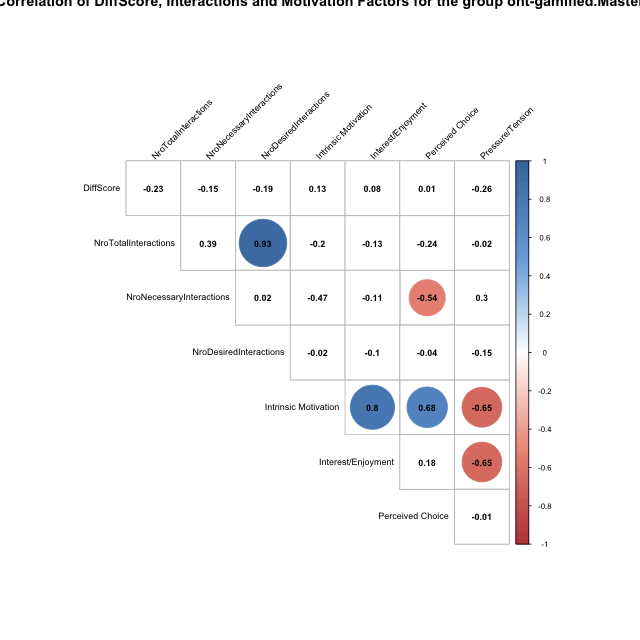 Correlation of DiffScore, Interactions and Motivation Factors for the group ont-gamified.Master
NroTotalInteractions
NroNecessaryInteractions
NroDesiredInteractions
Intrinsic Motivation
Interest/Enjoyment
Perceived Choice
Pressure/Tension
DiffScore -0.23 -0.15 -0.19 0.13 0.08 0.01 -0.26
NroTotalInteractions 0.39 0.93 -0.2 -0.13 -0.24 -0.02
NroNecessaryInteractions 0.02 -0.47 -0.11 -0.54 0.3
NroDesiredInteractions -0.02 -0.1 -0.04 -0.15
Intrinsic Motivation 0.8 0.68 -0.65
Interest/Enjoyment 0.18 -0.65
Perceived Choice -0.01
1
0.8
0.6
0.4
0.2
0
-0.2
-0.4
-0.6
-0.8
-1